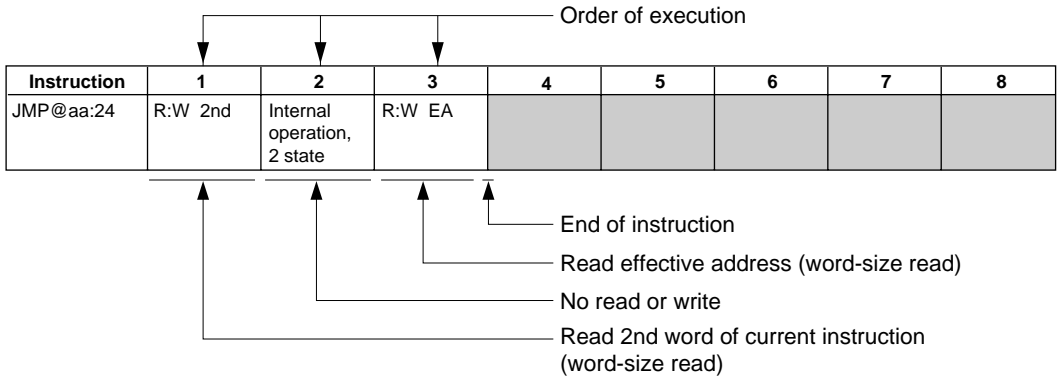 Order of execution
Instruction 1 2 3 4 5 6 7 8
JMP@aa:24 R:W 2nd Internal operation, 2 state R:W EA
End of instruction
Read effective address (word-size read)
No read or write
Read 2nd word of current instruction
(word-size read)